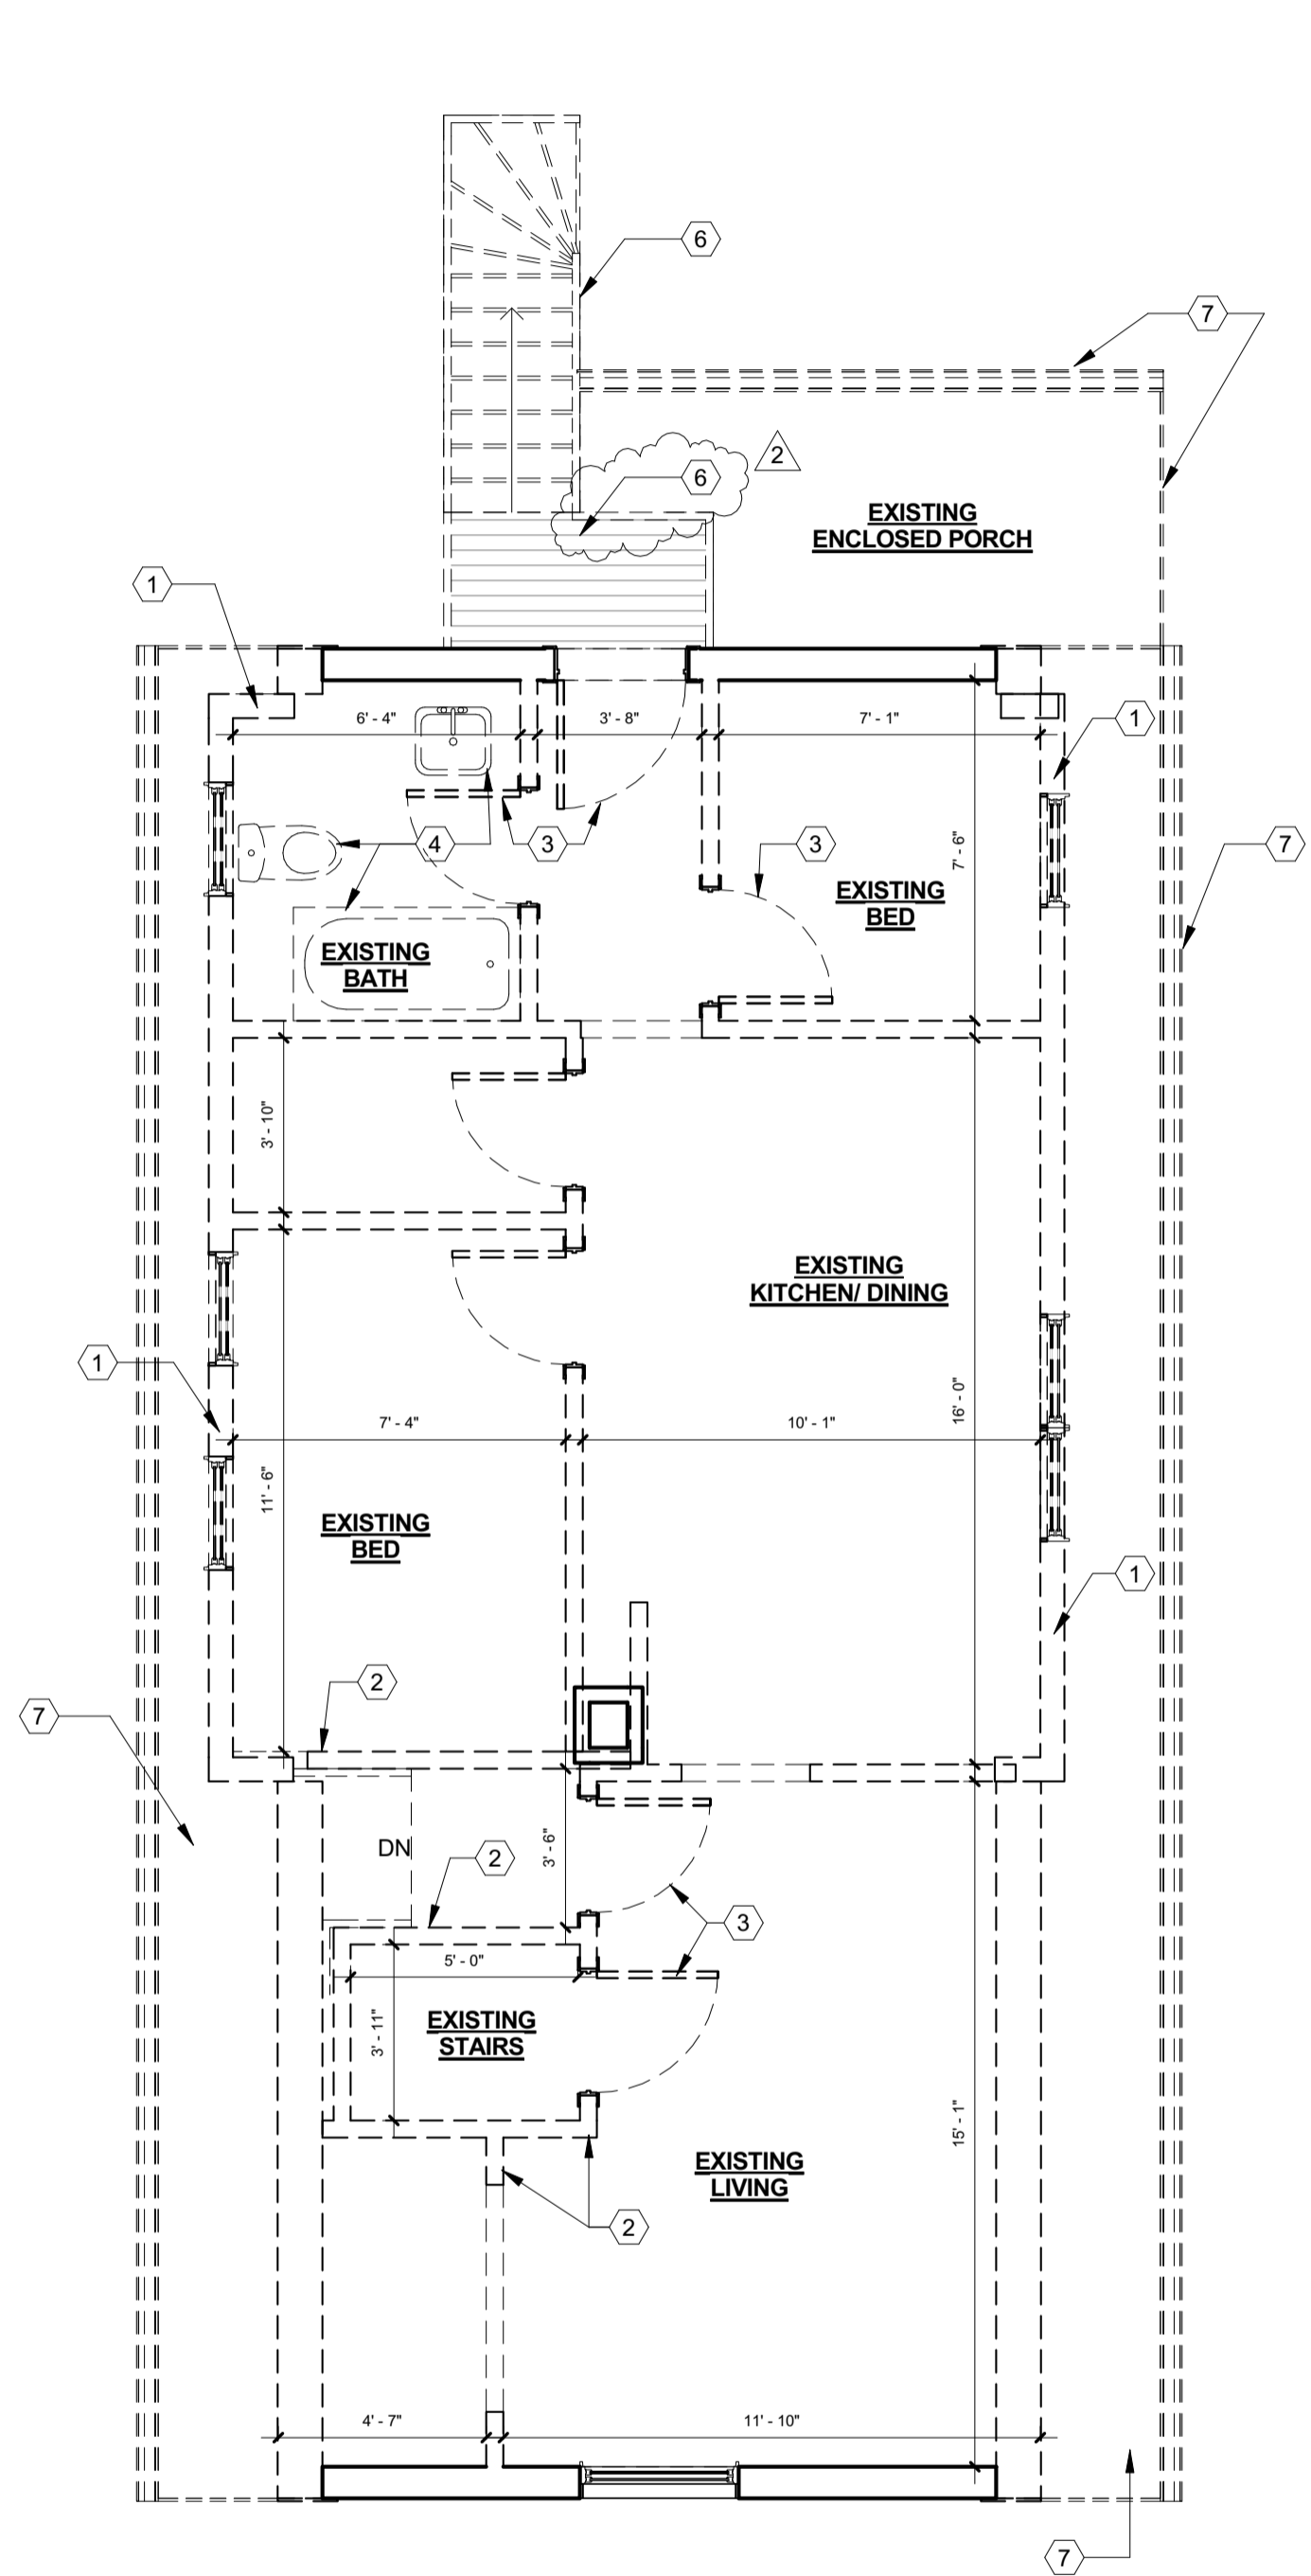 6
7
2
6
EXISTING
ENCLOSED PORCH
1
6' - 4"
3' - 8"
7' - 1"
1
4
3
3
7' - 6"
7
EXISTING
BED
EXISTING
BATH
3' - 10"
EXISTING
KITCHEN/ DINING
1
7' - 4"
10' - 1"
16' - 0"
11' - 6"
EXISTING
BED
1
2
7
DN
2
3' - 6"
3
5' - 0"
EXISTING
STAIRS
3' - 11"
15' - 1"
EXISTING
LIVING
2
4' - 7"
11' - 10"
7